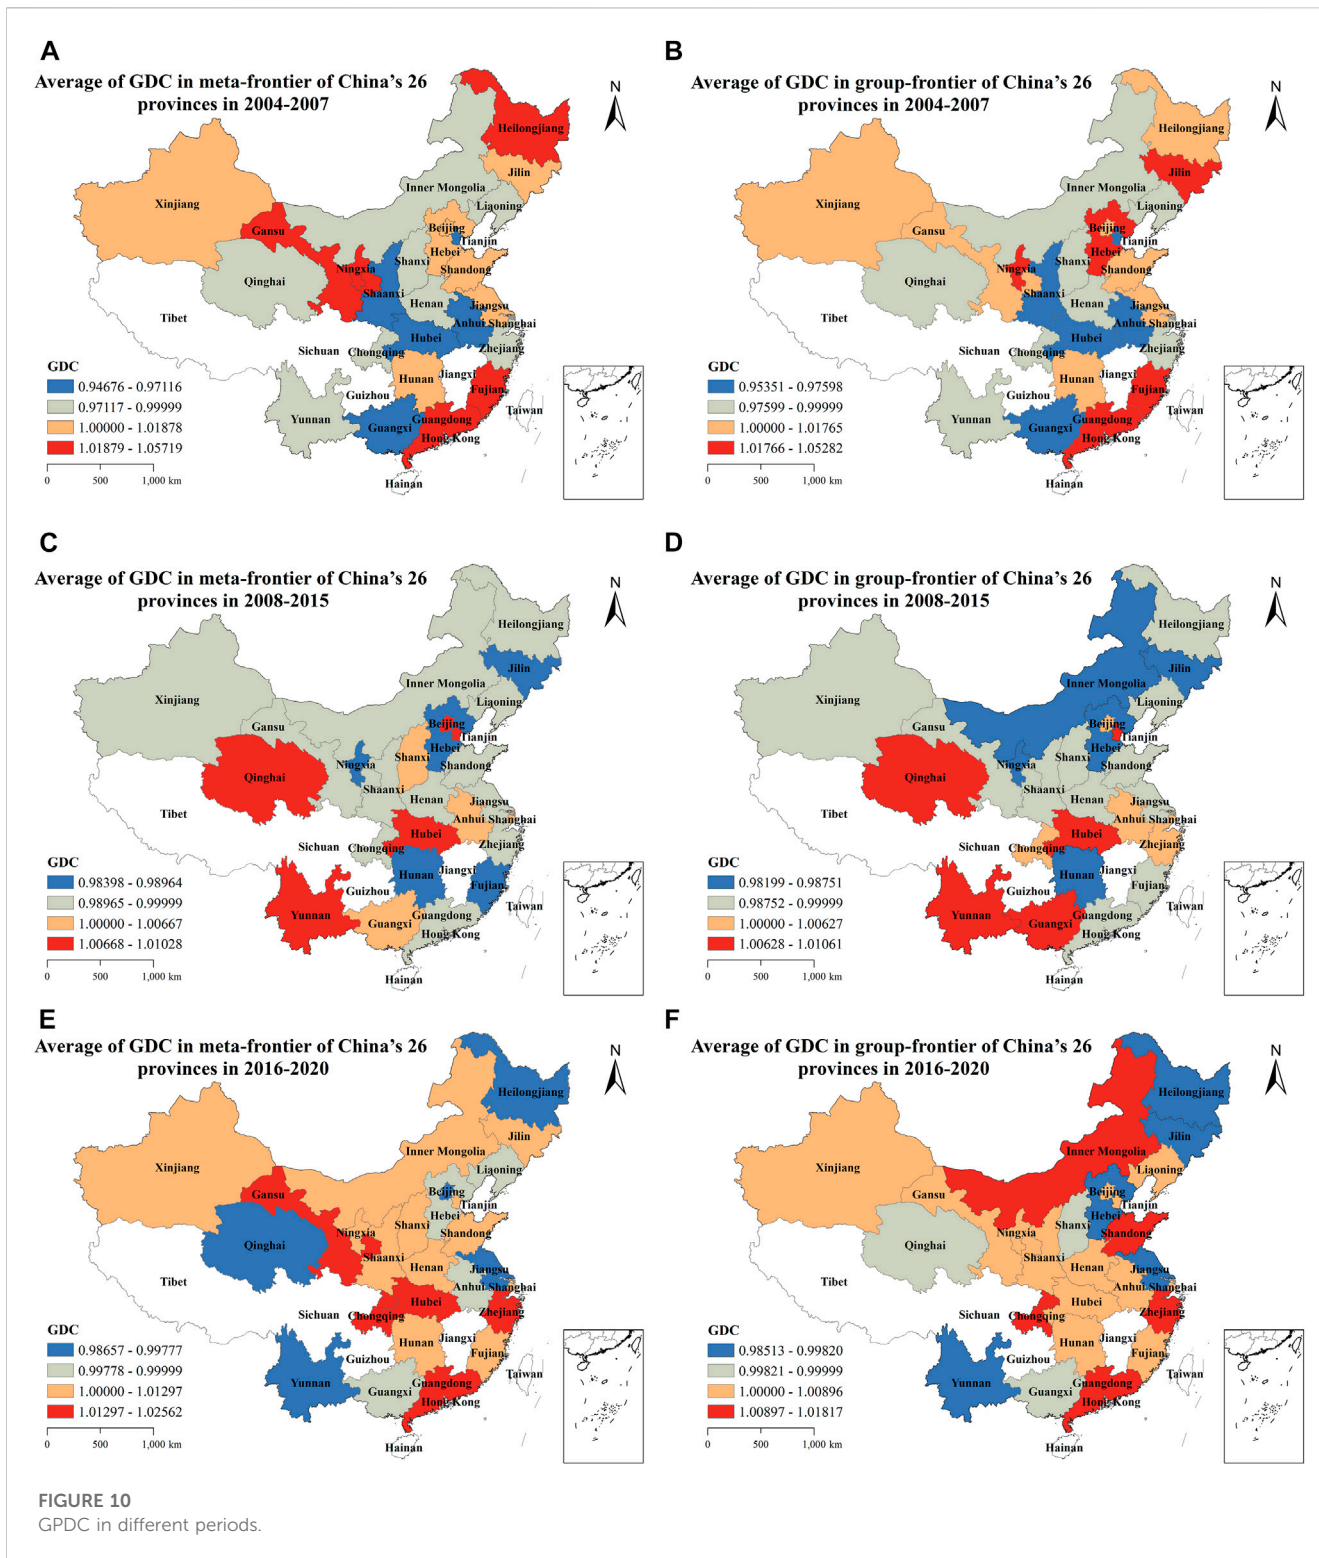 A
Average of GDC in meta-frontier of China's 26
provinces in 2004-2007
N
Heilongjiang
Jilin
Inner Mongolia
Liaoning
Xinjiang
Gansu
Beijing
Tianjin
Hebei
Shanxi
Shandong
Ningxia
Qinghai
Shaanxi
Henan
Jiangsu
Tibet
Anhui
Shanghai
Hubei
Sichuan
Chongqing
Zhejiang
Hunan
Jiangxi
Guizhou
Fujian
Yunnan
Guangxi
Guangdong
Taiwan
Hong Kong
Hainan
GDC
0.94676 - 0.97116
0.97117 - 0.99999
1.00000 - 1.01878
1.01879 - 1.05719
0 500 1,000 km
B
Average of GDC in group-frontier of China's 26
provinces in 2004-2007
N
Heilongjiang
Jilin
Inner Mongolia
Liaoning
Xinjiang
Gansu
Beijing
Tianjin
Hebei
Shanxi
Shandong
Ningxia
Qinghai
Shaanxi
Henan
Jiangsu
Tibet
Anhui
Shanghai
Hubei
Sichuan
Chongqing
Zhejiang
Hunan
Jiangxi
Guizhou
Fujian
Yunnan
Guangxi
Guangdong
Taiwan
Hong Kong
Hainan
GDC
0.95351 - 0.97598
0.97599 - 0.99999
1.00000 - 1.01765
1.01766 - 1.05282
0 500 1,000 km
C
Average of GDC in meta-frontier of China's 26
provinces in 2008-2015
N
Heilongjiang
Jilin
Inner Mongolia
Liaoning
Xinjiang
Gansu
Beijing
Tianjin
Hebei
Shanxi
Shandong
Ningxia
Qinghai
Shaanxi
Henan
Jiangsu
Tibet
Anhui
Shanghai
Hubei
Sichuan
Chongqing
Zhejiang
Hunan
Jiangxi
Guizhou
Fujian
Yunnan
Guangxi
Guangdong
Taiwan
Hong Kong
Hainan
GDC
0.98398 - 0.98964
0.98965 - 0.99999
1.00000 - 1.00667
1.00668 - 1.01028
0 500 1,000 km
D
Average of GDC in group-frontier of China's 26
provinces in 2008-2015
N
Heilongjiang
Jilin
Inner Mongolia
Liaoning
Xinjiang
Gansu
Beijing
Tianjin
Hebei
Shanxi
Shandong
Ningxia
Qinghai
Shaanxi
Henan
Jiangsu
Tibet
Anhui
Shanghai
Hubei
Sichuan
Chongqing
Zhejiang
Hunan
Jiangxi
Guizhou
Fujian
Yunnan
Guangxi
Guangdong
Taiwan
Hong Kong
Hainan
GDC
0.98199 - 0.98751
0.98752 - 0.99999
1.00000 - 1.00627
1.00628 - 1.01061
0 500 1,000 km
E
Average of GDC in meta-frontier of China's 26
provinces in 2016-2020
N
Heilongjiang
Jilin
Inner Mongolia
Liaoning
Xinjiang
Gansu
Beijing
Tianjin
Hebei
Shanxi
Shandong
Ningxia
Qinghai
Shaanxi
Henan
Jiangsu
Tibet
Anhui
Shanghai
Hubei
Sichuan
Chongqing
Zhejiang
Hunan
Jiangxi
Guizhou
Fujian
Yunnan
Guangxi
Guangdong
Taiwan
Hong Kong
Hainan
GDC
0.98657 - 0.99777
0.99778 - 0.99999
1.00000 - 1.01297
1.01297 - 1.02562
0 500 1,000 km
F
Average of GDC in group-frontier of China's 26
provinces in 2016-2020
N
Heilongjiang
Jilin
Inner Mongolia
Liaoning
Xinjiang
Gansu
Beijing
Tianjin
Hebei
Shanxi
Shandong
Ningxia
Qinghai
Shaanxi
Henan
Jiangsu
Tibet
Anhui
Shanghai
Hubei
Sichuan
Chongqing
Zhejiang
Hunan
Jiangxi
Guizhou
Fujian
Yunnan
Guangxi
Guangdong
Taiwan
Hong Kong
Hainan
GDC
0.98513 - 0.99820
0.99821 - 0.99999
1.00000 - 1.00896
1.00897 - 1.01817
0 500 1,000 km
FIGURE 10
GPDC in different periods.